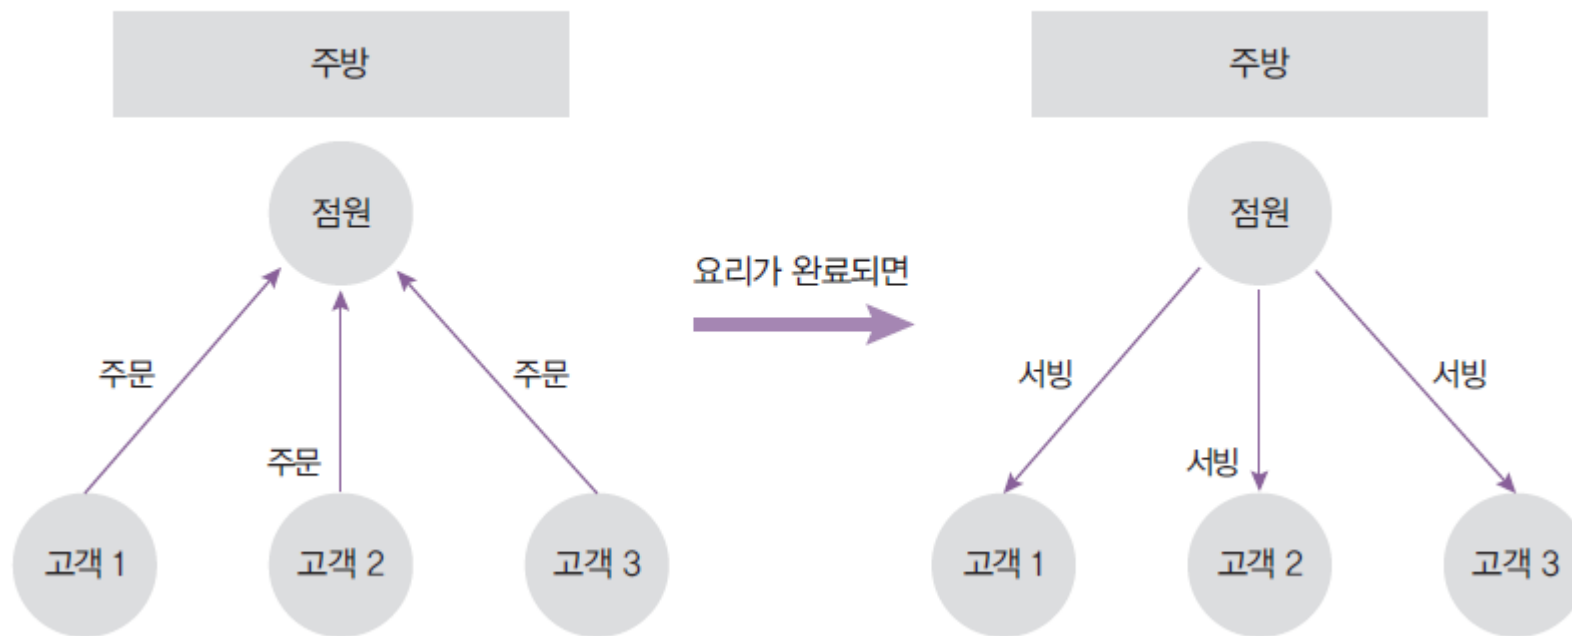 주방
점원
주문
주문
주문
고객 1
고객 2
고객 3
요리가 완료되면
주방
점원
서빙
서빙
서빙
고객 1
고객 2
고객 3